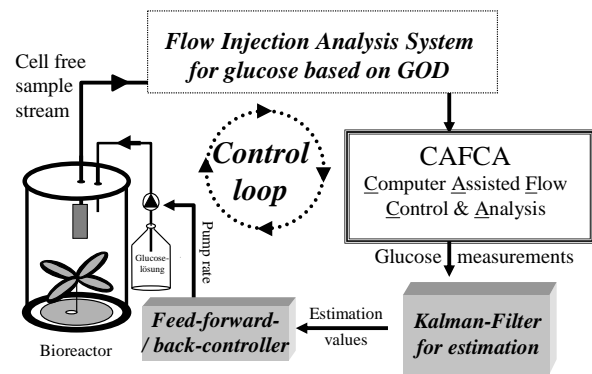 Flow Injection Analysis System
for glucose based on GOD
Cell free
sample
stream
Control
loop
CAFCA
Computer Assisted Flow
Control & Analysis
Glucose measurements
Glucose-
lösung
Pump rate
Estimation
values
Kalman-Filter
for estimation
Feed-forward-
/ back-controller
Bioreactor